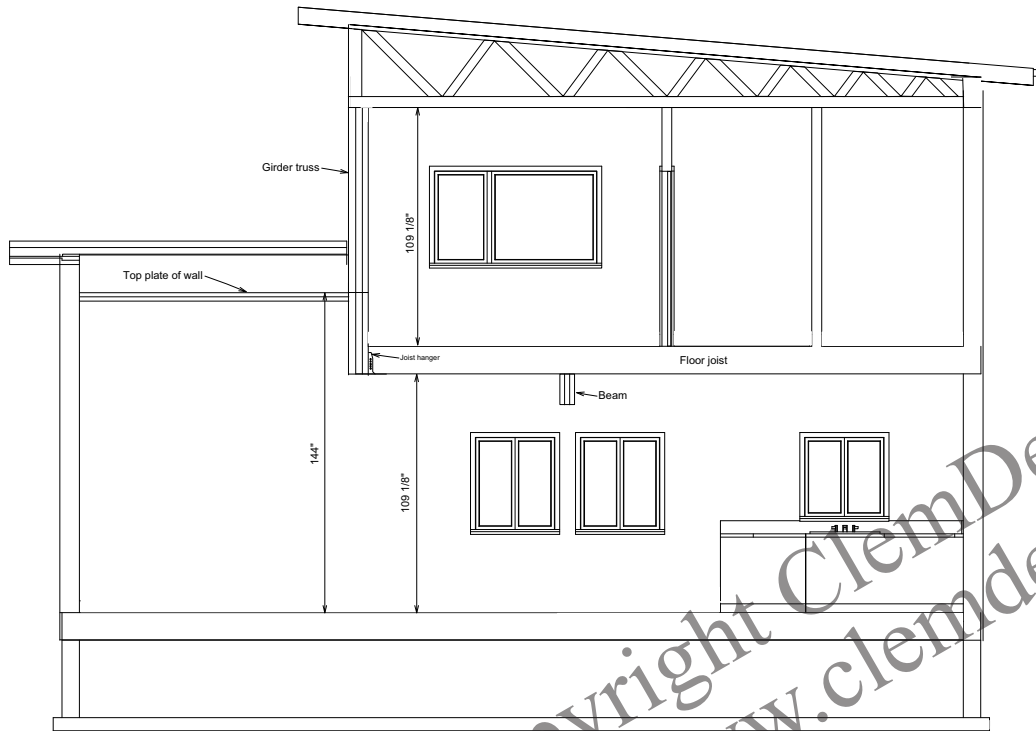 Girder truss
109 1/8"
Top plate of wall
Joist hanger
Floor joist
Beam
144"
109 1/8"